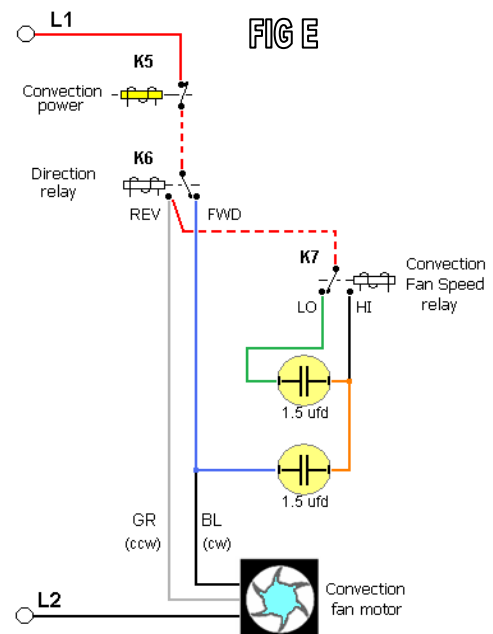 L1
FIG E
K5
Convection
power
K6
Direction
relay
REV
FWD
K7
Convection
Fan Speed
relay
LO
HI
1.5 ufd
1.5 ufd
GR
(ccw)
BL
(cw)
L2
Convection
fan motor